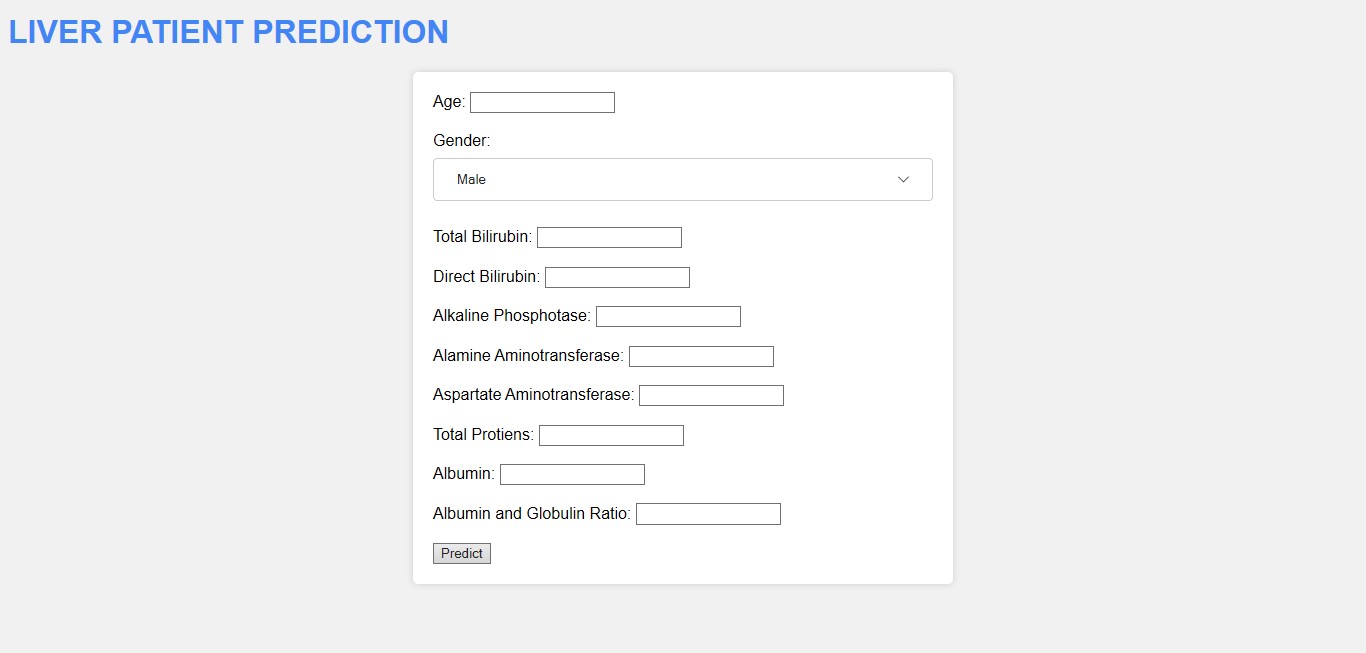 LIVER PATIENT PREDICTION
Age:
Gender:
Male
Total Bilirubin:
Direct Bilirubin:
Alkaline Phosphotase:
Alamine Aminotransferase:
Aspartate Aminotransferase:
Total Protiens:
Albumin:
Albumin and Globulin Ratio:
Predict